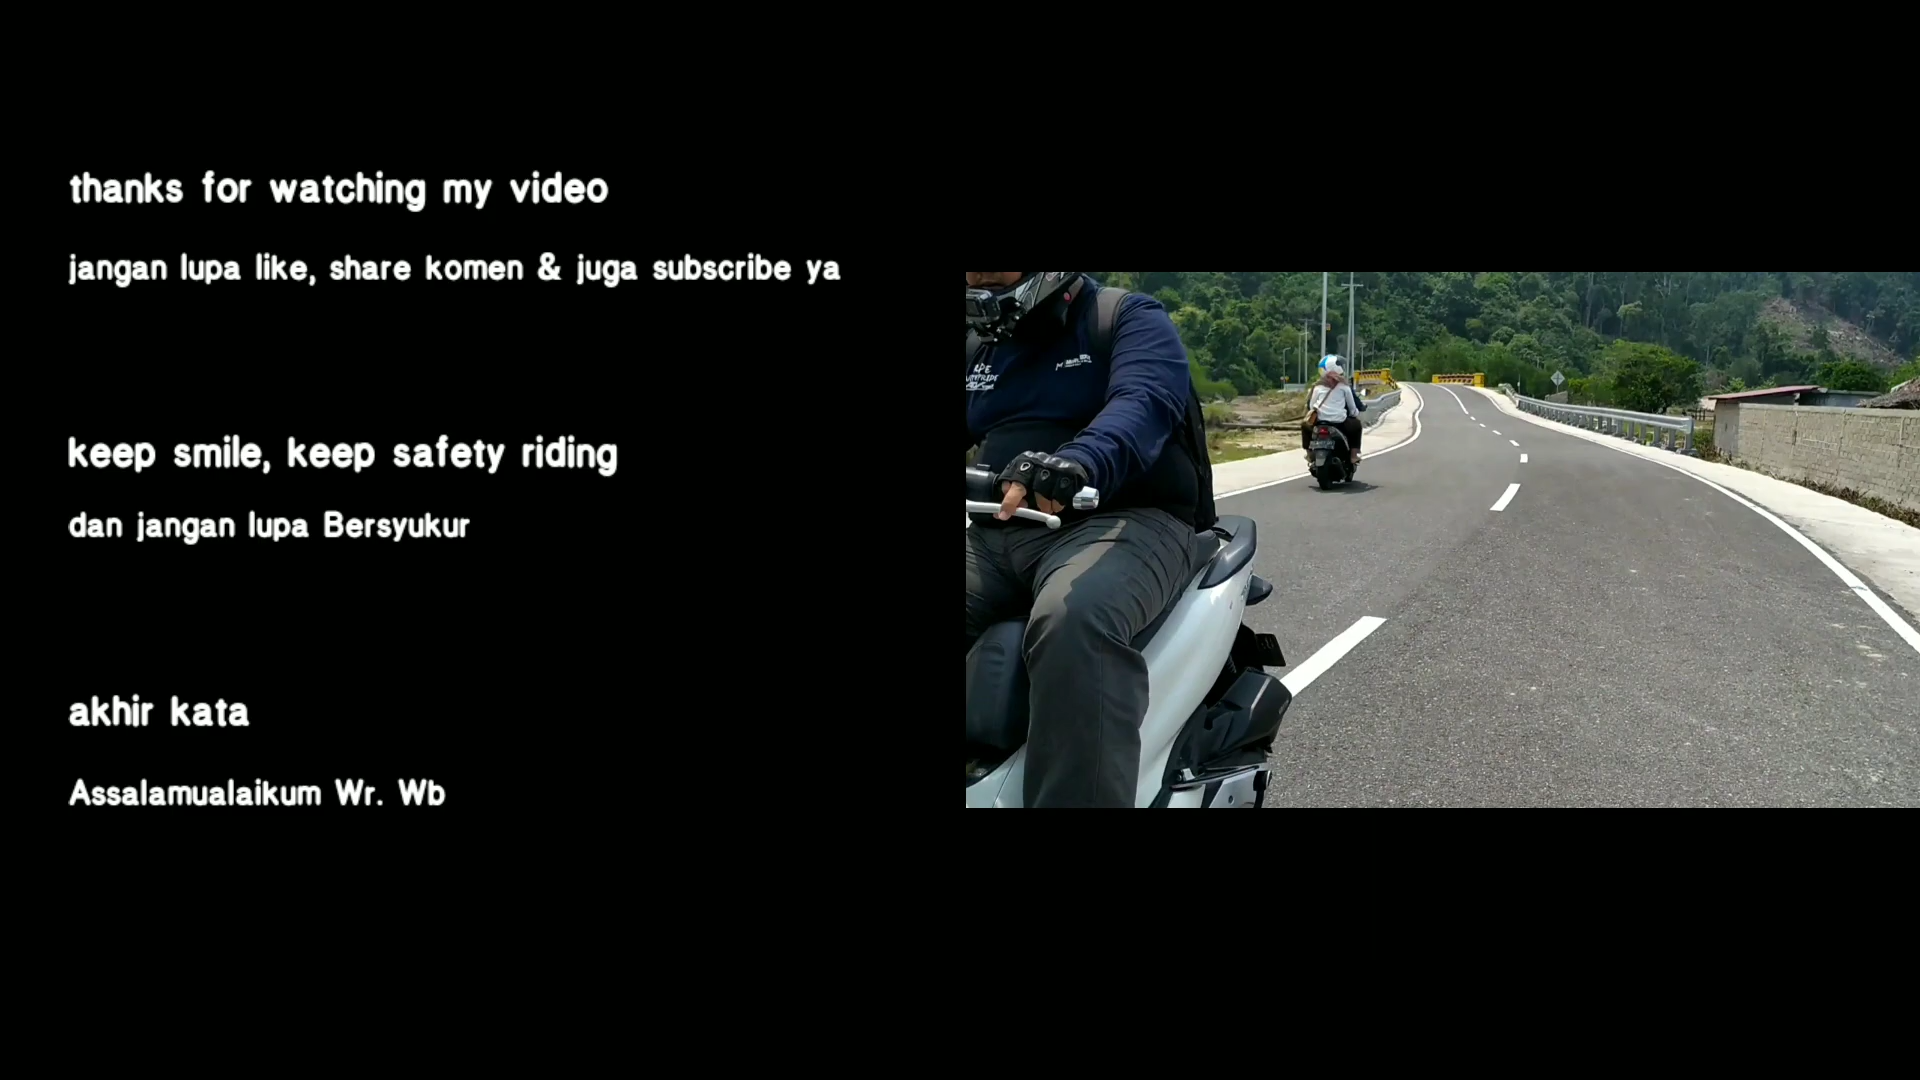 thanks for watching my video
jangan lupa like, share komen & juga subscribe ya
keep smile, keep safety riding
dan jangan lupa Bersyukur
akhir kata
Assalamualaikum Wr. Wb